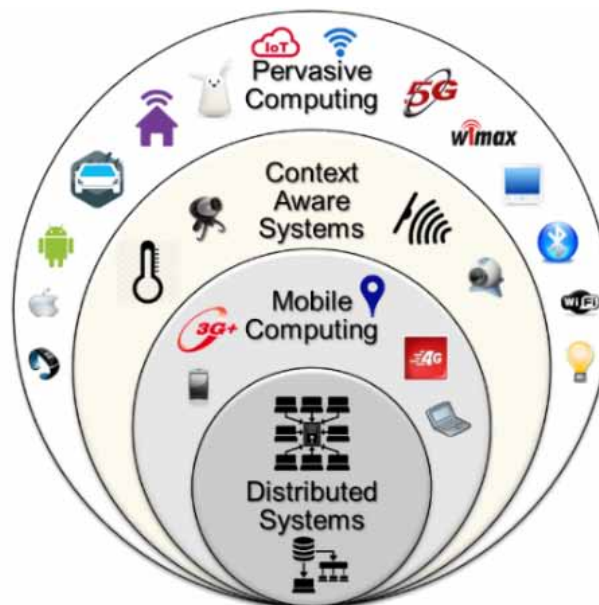 IoT
Pervasive
Computing
5G
wimax
Context
Aware
Systems
WiFi
Mobile
Computing
3G+
4G
Distributed
Systems